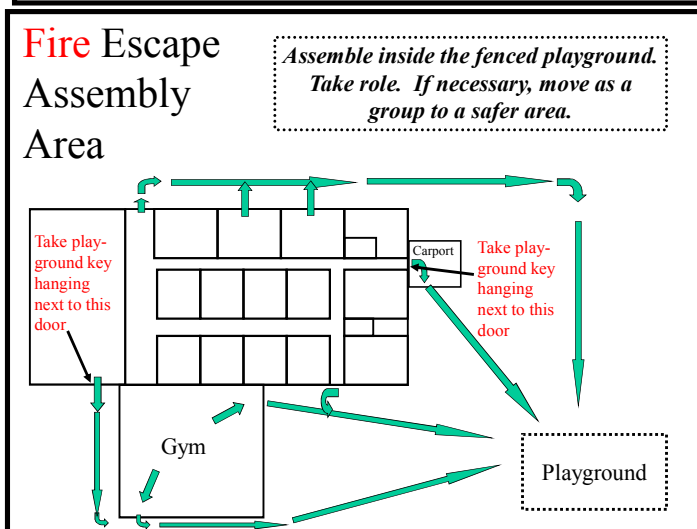 Fire Escape
Assembly
Area
Assemble inside the fenced playground.
Take role.  If necessary, move as a
group to a safer area.
Take play-
ground key
hanging
next to this
door
Carport
Take play-
ground key
hanging
next to this
door
Gym
Playground